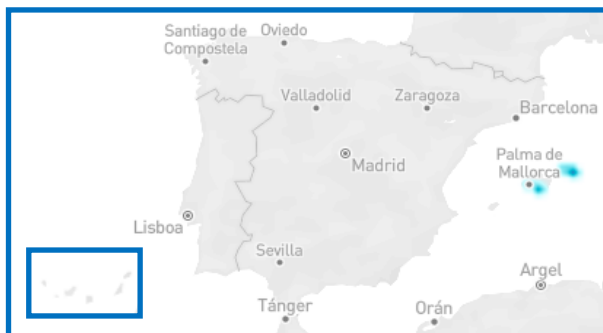 Santiago de
Compostela
Oviedo
Valladolid
Zaragoza
Barcelona
Palma de
Mallorca
Madrid
Lisboa
Sevilla
Argel
Tánger
Orán